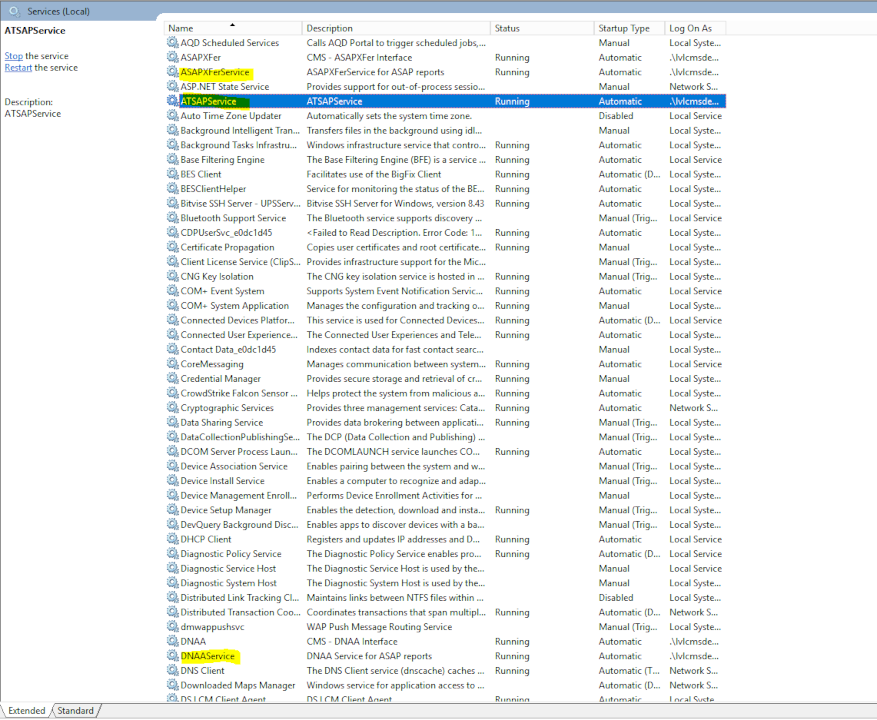 Services (Local)
ATSAPService
Stop the service
Restart the service
Description:
ATSAPService
Name Description Status Startup Type Log On As
AQD Scheduled Services Calls AQD Portal to trigger scheduled jobs,... Manual Local Syste...
ASAPXFer CMS - ASAPXFer Interface Running Automatic .\lvlcmsde...
ASAPXFerService ASAPXFerService for ASAP reports Running Automatic .\lvlcmsde...
ASP.NET State Service Provides support for out-of-process sessio... Manual Network S...
ATSAPService ATSAPService Running Automatic .\lvlcmsde...
Auto Time Zone Updater Automatically sets the system time zone. Disabled Local Service
Background Intelligent Tran... Transfers files in the background using idl... Manual Local Syste...
Background Tasks Infrastru... Windows infrastructure service that contro... Running Automatic Local Syste...
Base Filtering Engine The Base Filtering Engine (BFE) is a service ... Running Automatic Local Service
BES Client Facilitates use of the BigFix Client Running Automatic (D... Local Syste...
BESClientHelper Service for monitoring the status of the BE... Running Automatic Local Syste...
Bitvise SSH Server - UPSServ... Bitvise SSH Server for Windows, version 8.43 Running Automatic Local Syste...
Bluetooth Support Service The Bluetooth service supports discovery ... Manual (Trig... Local Service
CDPUserSvc_e0dc1d45 <Failed to Read Description. Error Code: 1... Running Automatic Local Syste...
Certificate Propagation Copies user certificates and root certificate... Running Manual Local Syste...
Client License Service (ClipS... Provides infrastructure support for the Mic... Manual (Trig... Local Syste...
CNG Key Isolation The CNG key isolation service is hosted in ... Running Manual (Trig... Local Syste...
COM+ Event System Supports System Event Notification Servic... Running Automatic Local Service
COM+ System Application Manages the configuration and tracking o... Running Manual Local Syste...
Connected Devices Platfor... This service is used for Connected Devices... Running Automatic (D... Local Service
Connected User Experience... The Connected User Experiences and Tele... Running Automatic Local Syste...
Contact Data_e0dc1d45 Indexes contact data for fast contact searc... Manual Local Syste...
CoreMessaging Manages communication between system... Running Automatic Local Service
Credential Manager Provides secure storage and retrieval of cr... Running Manual Local Syste...
CrowdStrike Falcon Sensor ... Helps protect the system from malicious a... Running Automatic Local Syste...
Cryptographic Services Provides three management services: Cata... Running Automatic Network S...
Data Sharing Service Provides data brokering between applicati... Running Manual (Trig... Local Syste...
DataCollectionPublishingSe... The DCP (Data Collection and Publishing) ... Manual (Trig... Local Syste...
DCOM Server Process Laun... The DCOMLAUNCH service launches CO... Running Automatic Local Syste...
Device Association Service Enables pairing between the system and w... Manual (Trig... Local Syste...
Device Install Service Enables a computer to recognize and adap... Manual (Trig... Local Syste...
Device Management Enroll... Performs Device Enrollment Activities for ... Manual Local Syste...
Device Setup Manager Enables the detection, download and insta... Running Manual (Trig... Local Syste...
DevQuery Background Disc... Enables apps to discover devices with a ba... Manual (Trig... Local Syste...
DHCP Client Registers and updates IP addresses and D... Running Automatic Local Service
Diagnostic Policy Service The Diagnostic Policy Service enables pro... Running Automatic (D... Local Service
Diagnostic Service Host The Diagnostic Service Host is used by the... Manual Local Service
Diagnostic System Host The Diagnostic System Host is used by the... Manual Local Syste...
Distributed Link Tracking Cl... Maintains links between NTFS files within ... Disabled Local Syste...
Distributed Transaction Coo... Coordinates transactions that span multipl... Running Automatic (D... Network S...
dmwappushsvc WAP Push Message Routing Service Manual (Trig... Local Syste...
DNAA CMS - DNAA Interface Running Automatic .\lvlcmsde...
DNAAService DNAA Service for ASAP reports Running Automatic .\lvlcmsde...
DNS Client The DNS Client service (dnscache) caches ... Running Automatic (T... Network S...
Downloaded Maps Manager Windows service for application access to ... Automatic (D... Network S...
DS LCM Client Agent DS LCM Client Agent Running Automatic Local Syste...
Extended Standard